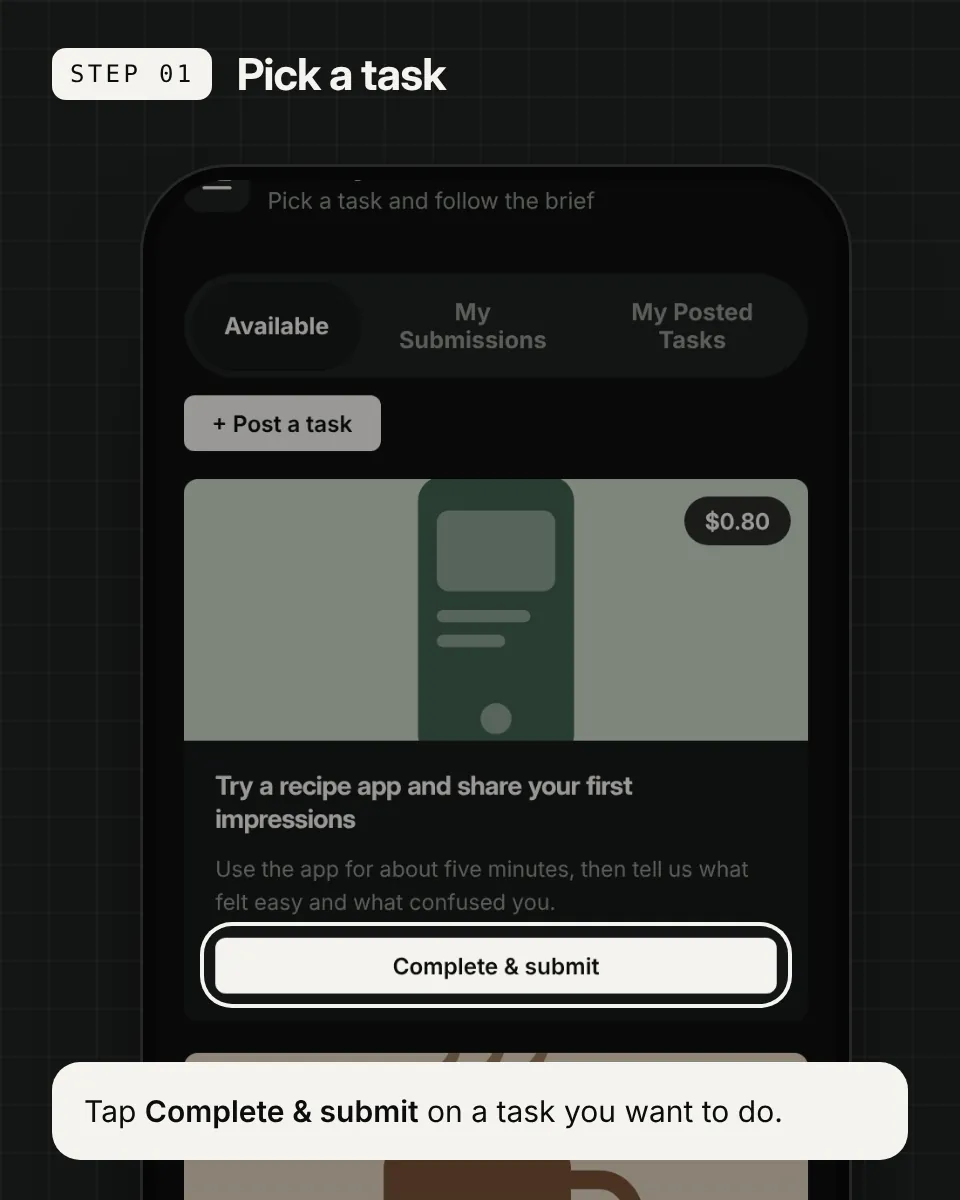 STEP 01
Pick a task
Pick a task and follow the brief
Available
My
Submissions
My Posted
Tasks
+ Post a task
$0.80
Try a recipe app and share your first
impressions
Use the app for about five minutes, then tell us what
felt easy and what confused you.
Complete & submit
Tap Complete & submit on a task you want to do.